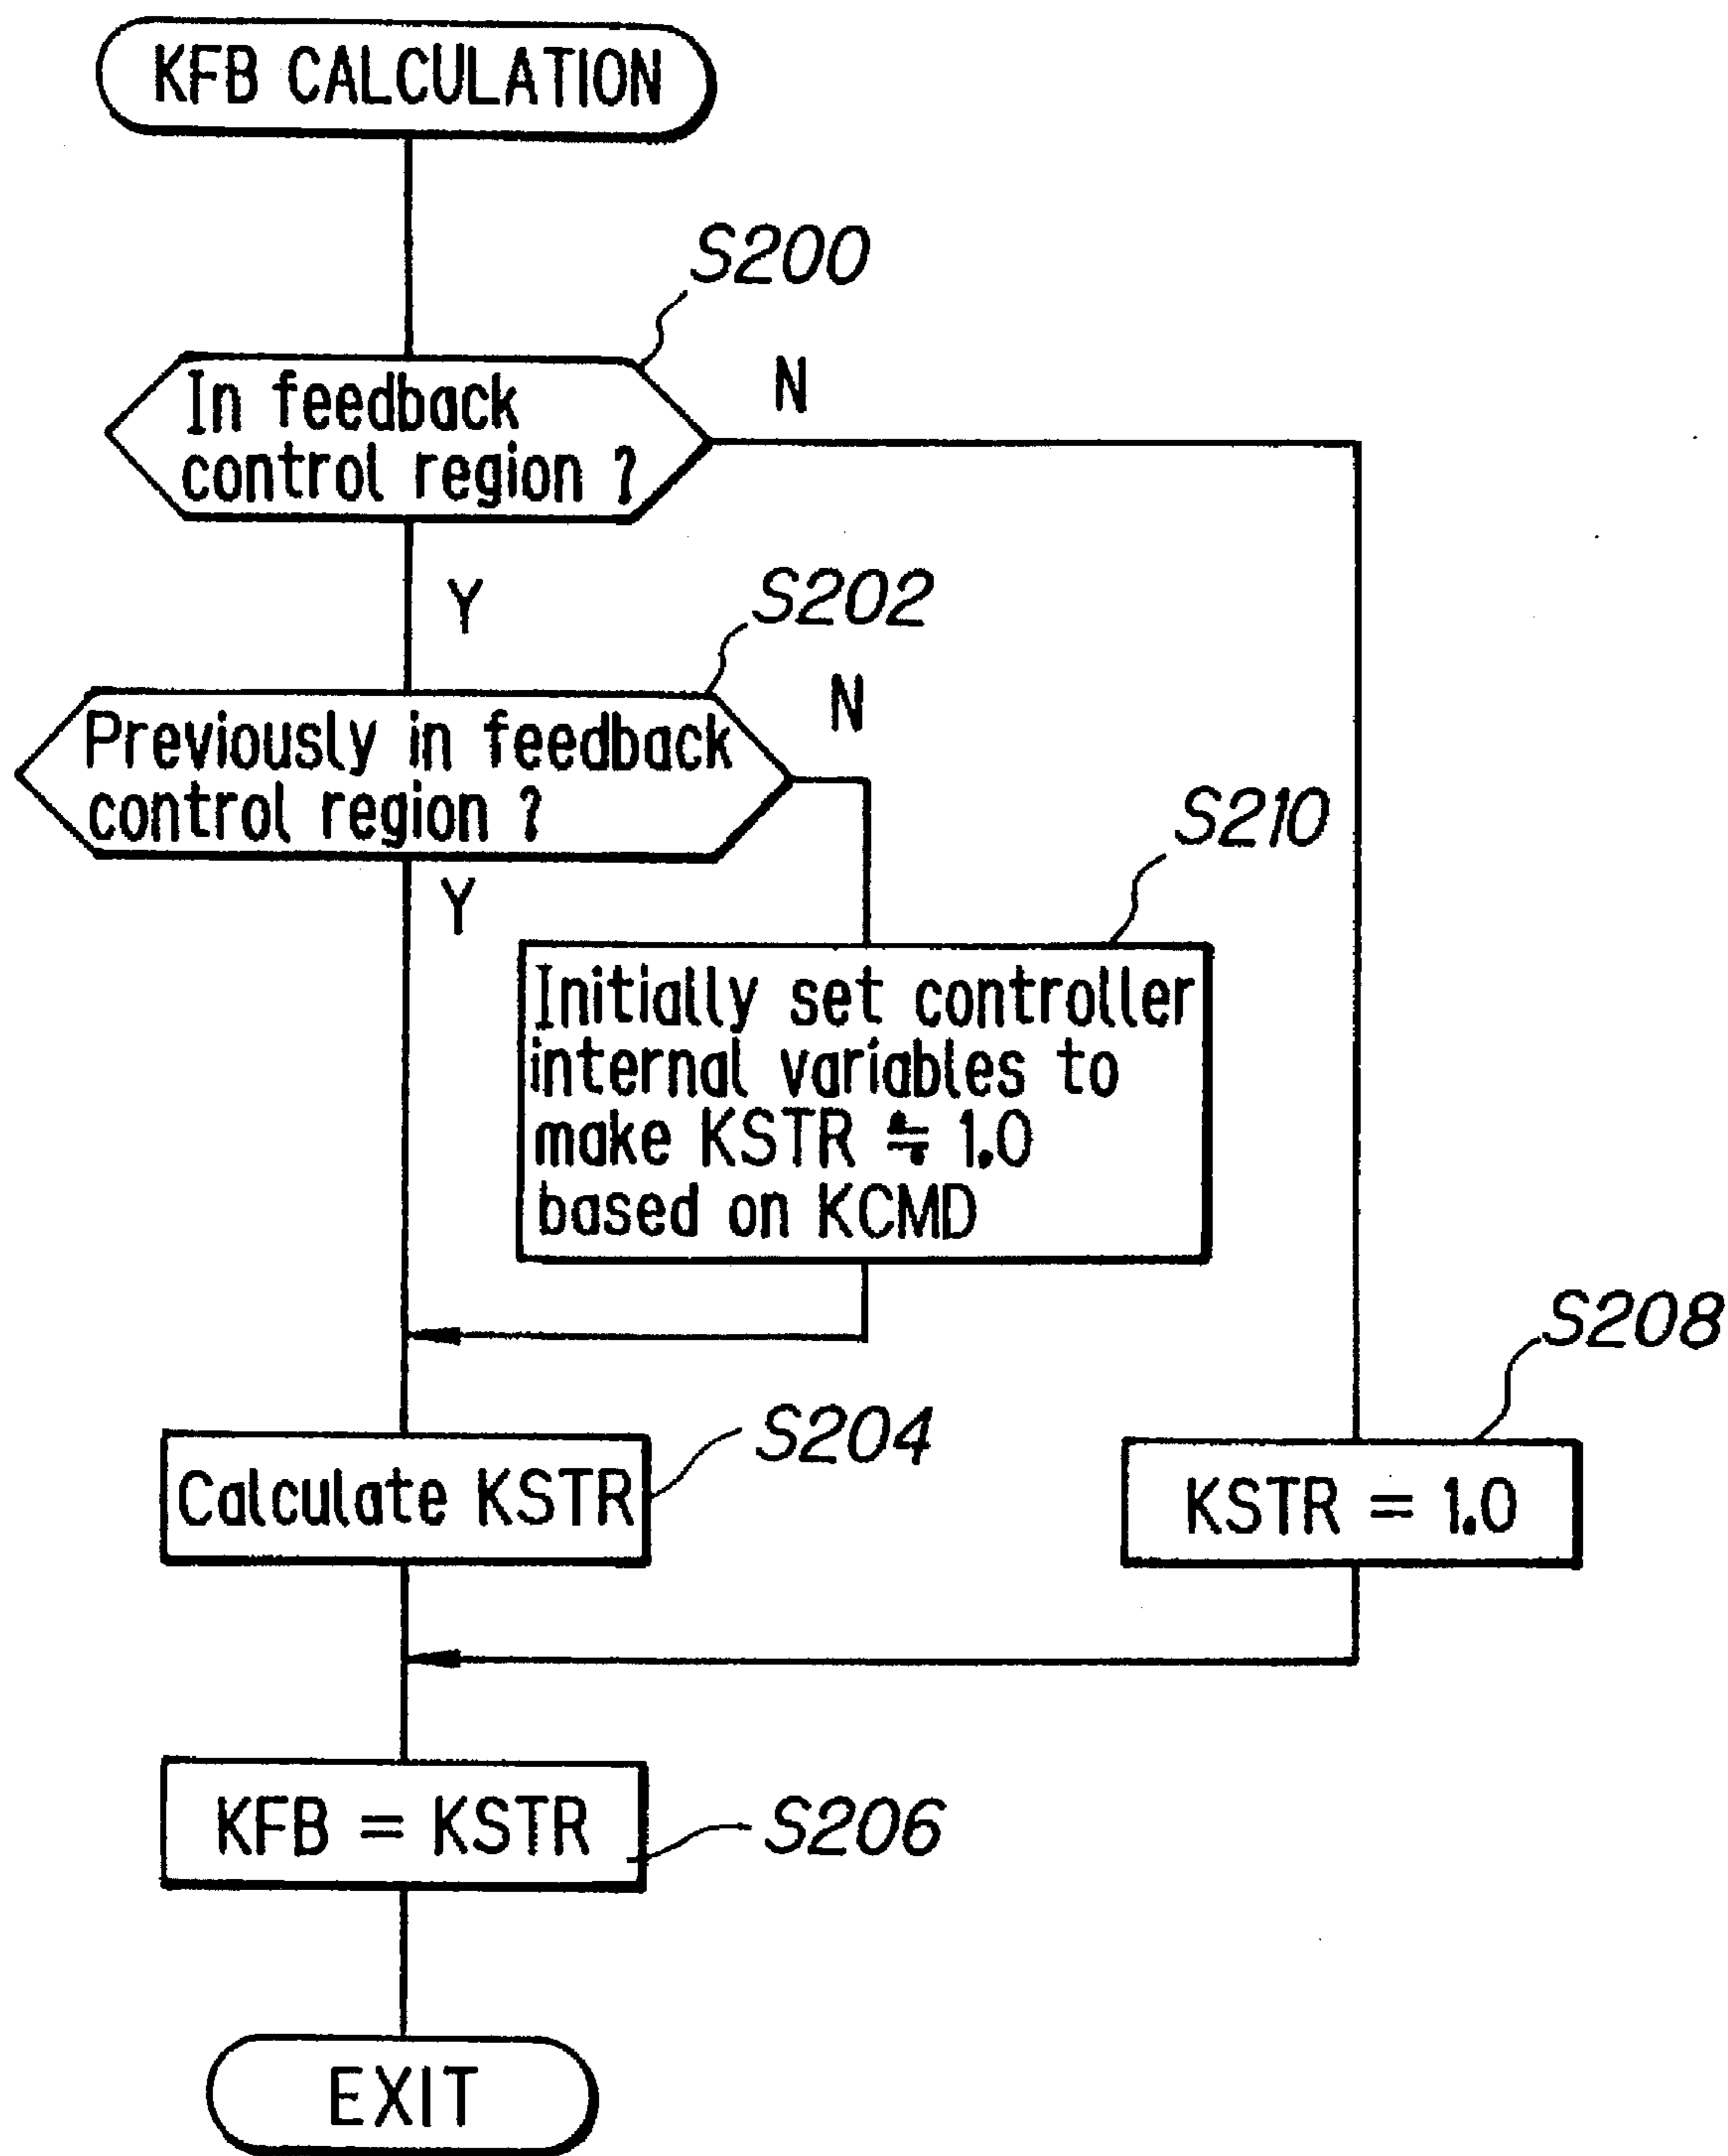 KFB CALCULATION
S200
In feedback
control region ?
N
Y
S202
Previously in feedback
control region ?
N
Y
S210
Initially set controller
internal variables to
make KSTR ≒ 1.0
based on KCMD
S204
Calculate KSTR
S208
KSTR = 1.0
KFB = KSTR
S206
EXIT